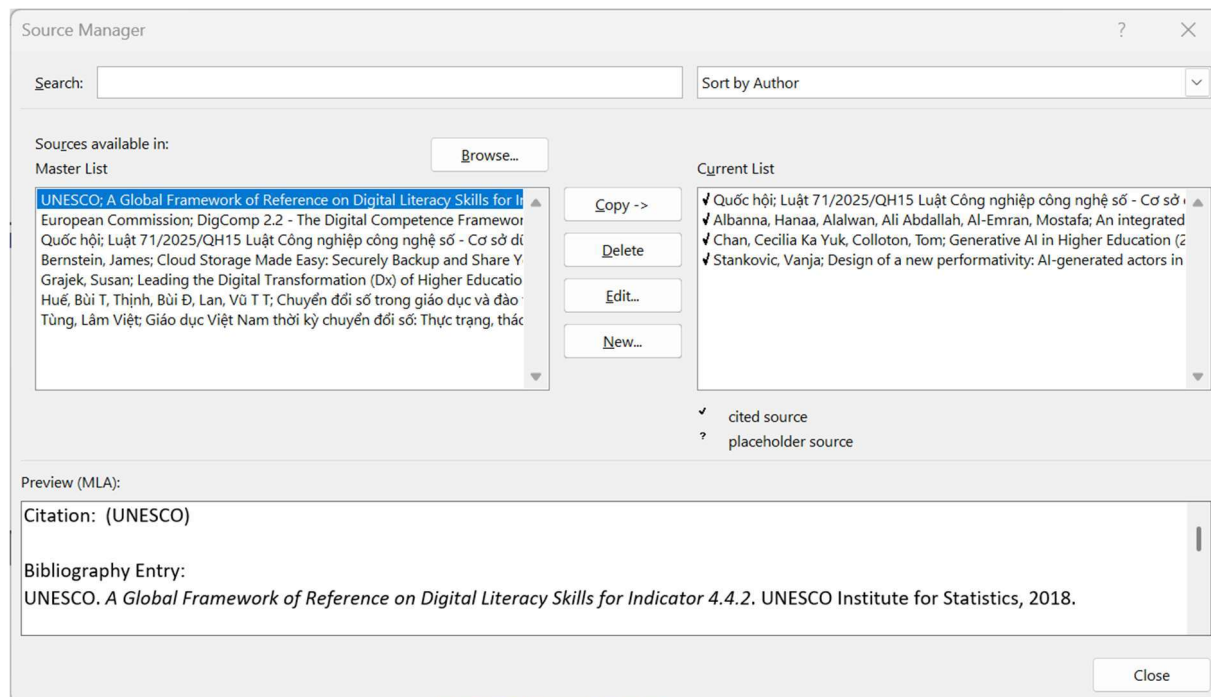 Source Manager
Search:
Sort by Author
Sources available in:
Master List
Browse...
Current List
UNESCO; A Global Framework of Reference on Digital Literacy Skills for
European Commission; DigComp 2.2 - The Digital Competence
Quốc hội; Luật 71/2025/QH15 Luật Công nghiệp công nghệ số - Cơ sở
Bernstein, James; Cloud Storage Made Easy: Securely Backup and Share
Grajek, Susan; Leading the Digital Transformation (Dx) of Higher
Huế, Bùi T, Thịnh, Bùi Đ, Lan, Vũ T T; Chuyển đổi số trong giáo dục và đào
Tùng, Lâm Việt; Giáo dục Việt Nam thời kỳ chuyển đổi số: Thực trạng,
Copy ->
Delete
Edit...
New...
✓ Quốc hội; Luật 71/2025/QH15 Luật Công nghiệp công nghệ số - Cơ sở
✓ Albanna, Hanaa, Alalwan, Ali Abdallah, Al-Emran, Mostafa; An integrated
✓ Chan, Cecilia Ka Yuk, Colloton, Tom; Generative AI in Higher Education (2
✓ Stankovic, Vanja; Design of a new performativity: AI-generated actors in
✓ cited source
? placeholder source
Preview (MLA):
Citation: (UNESCO)
Bibliography Entry:
UNESCO. A Global Framework of Reference on Digital Literacy Skills for Indicator 4.4.2. UNESCO Institute for Statistics, 2018.
Close